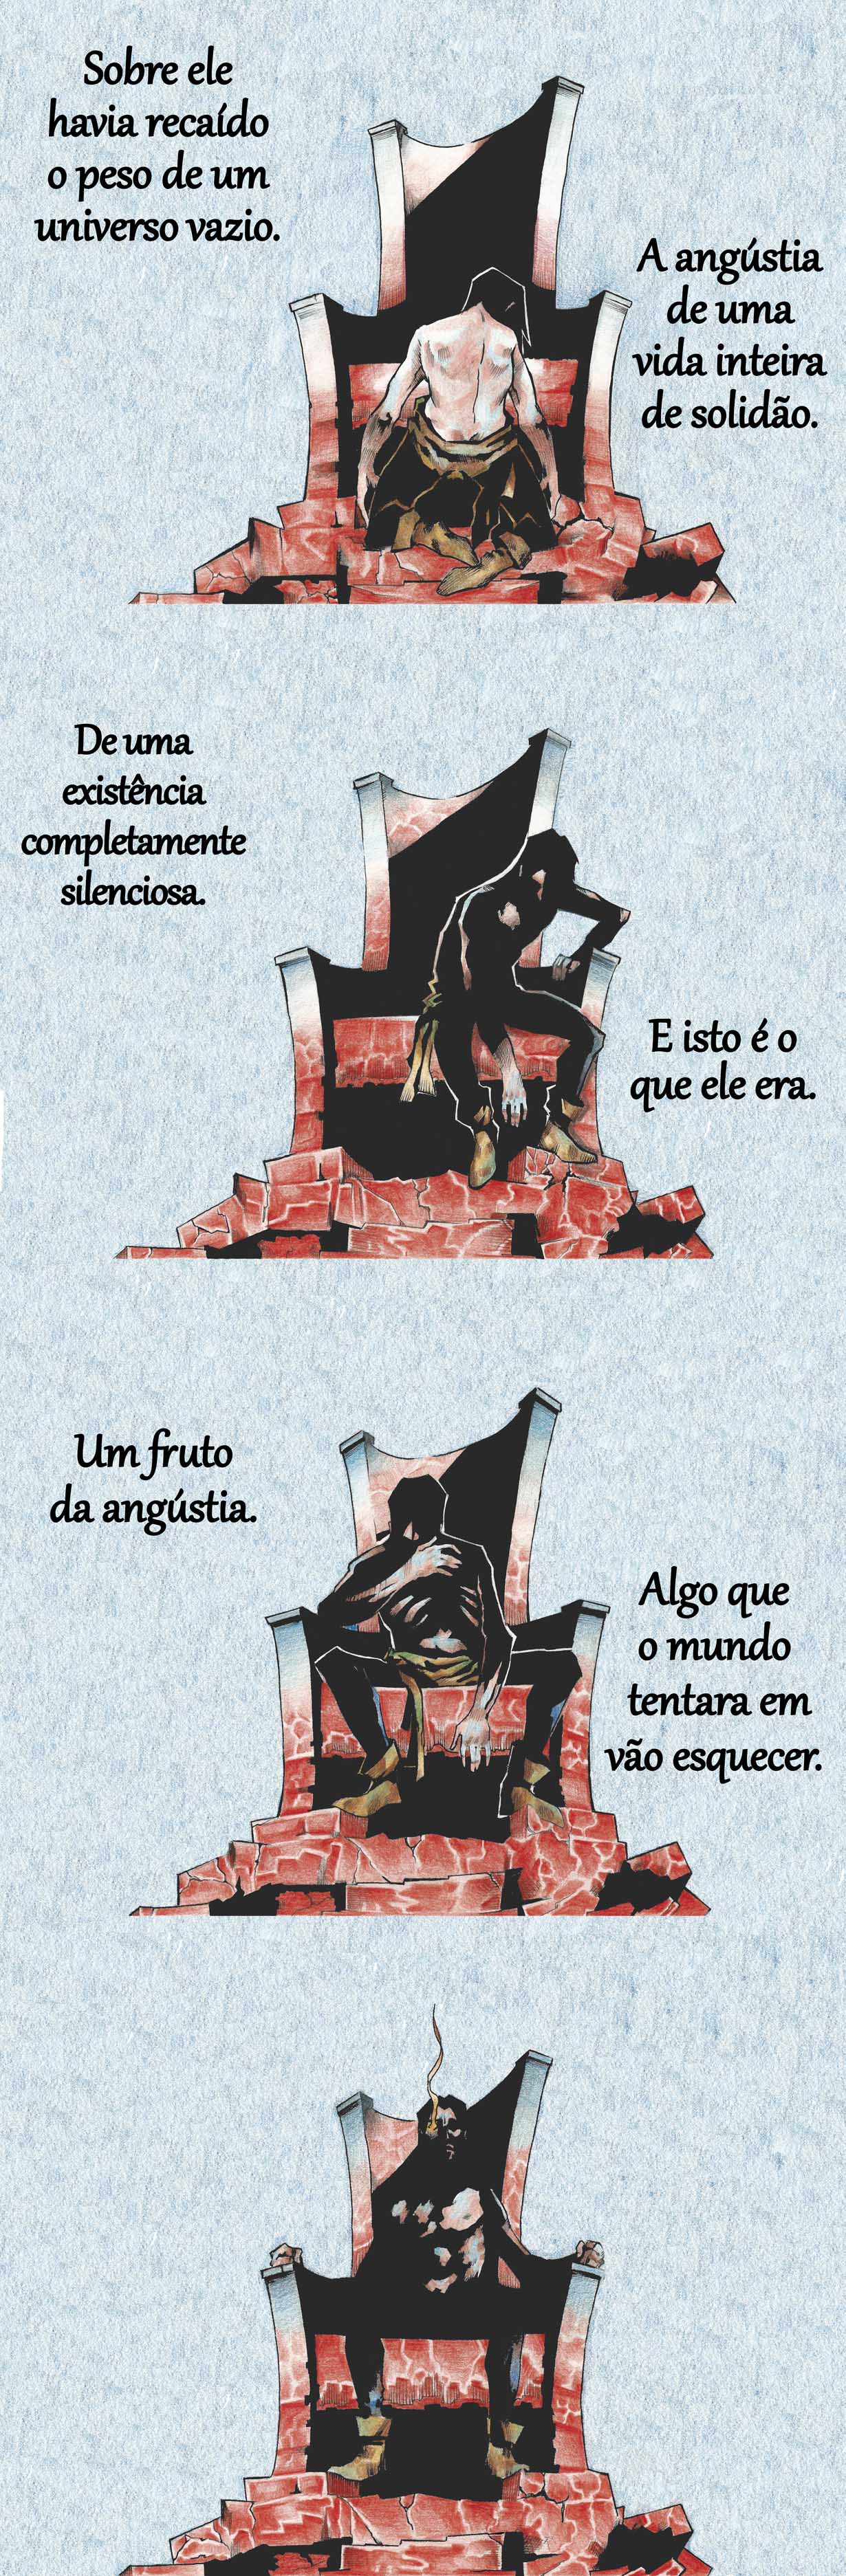 Sobre ele
havia recaído
o peso de um
universo vazio.
A angústia
de uma
vida inteira
de solidão.
De uma
existência
completamente
silenciosa.
E isto é o
que ele era.
Um fruto
da angústia.
Algo que
o mundo
tentara em
vão esquecer.